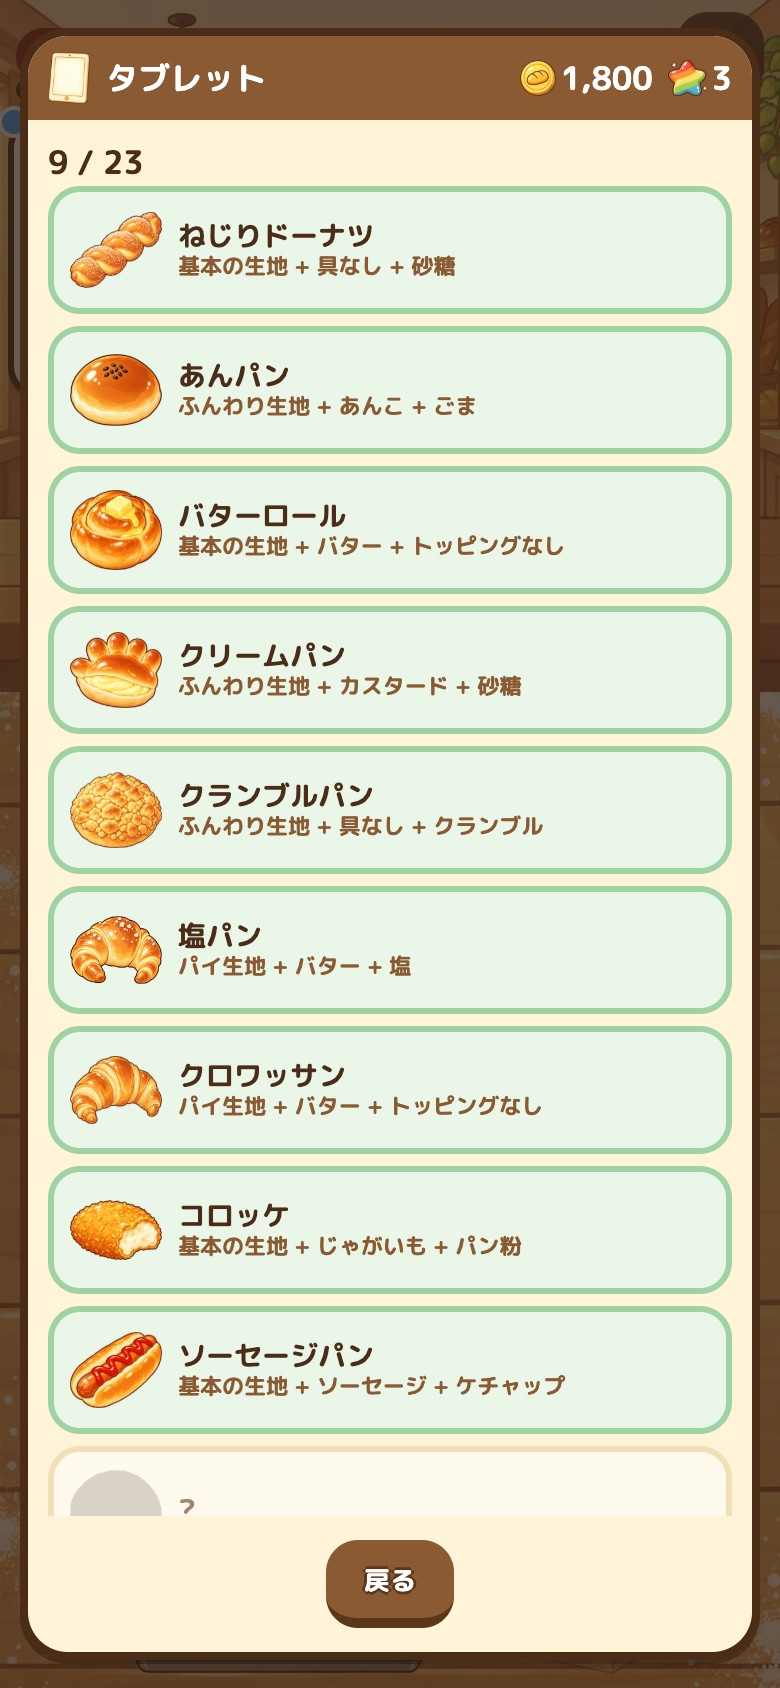 タブレット 1,800 3
9 / 23
ねじりドーナツ
基本の生地 + 具なし + 砂糖
あんパン
ふんわり生地 + あんこ + ごま
バターロール
基本の生地 + バター + トッピングなし
クリームパン
ふんわり生地 + カスタード + 砂糖
クランブルパン
ふんわり生地 + 具なし + クランブル
塩パン
パイ生地 + バター + 塩
クロワッサン
パイ生地 + バター + トッピングなし
コロッケ
基本の生地 + じゃがいも + パン粉
ソーセージパン
基本の生地 + ソーセージ + ケチャップ
?
戻る